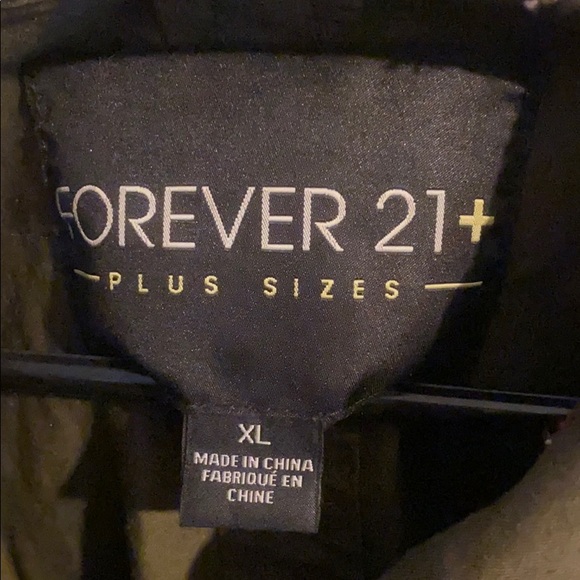 FOREVER 21+
PLUS SIZES
XL
MADE IN CHINA
FABRIQUÉ EN
CHINE